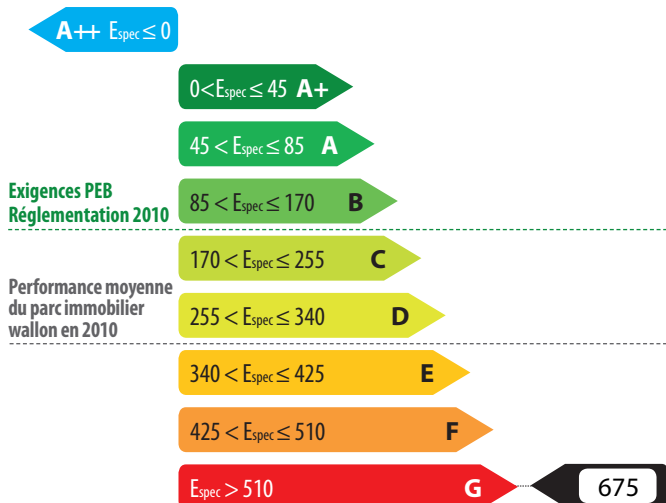 A++ Espec ≤ 0
0<Espec ≤ 45 A+
45 < Espec ≤ 85 A
Exigences PEB
Réglementation 2010
85 < Espec ≤ 170 B
170 < Espec ≤ 255 C
Performance moyenne
du parc immobilier
wallon en 2010
255 < Espec ≤ 340 D
340 < Espec ≤ 425 E
425 < Espec ≤ 510 F
Espec > 510 G 675